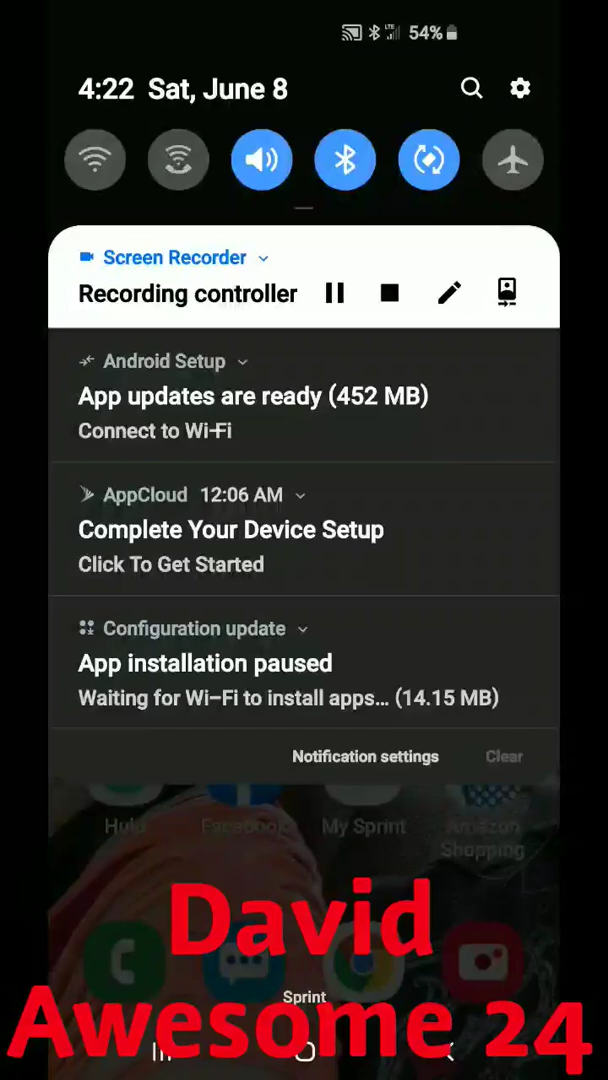 LTE 54%
4:22 Sat, June 8
Screen Recorder
Recording controller
Android Setup
App updates are ready (452 MB)
Connect to Wi-Fi
AppCloud 12:06 AM
Complete Your Device Setup
Click To Get Started
Configuration update
App installation paused
Waiting for Wi-Fi to install apps... (14.15 MB)
Notification settings Clear
Hulu Facebook My Sprint Amazon
Shopping
David
Sprint
Awesome 24